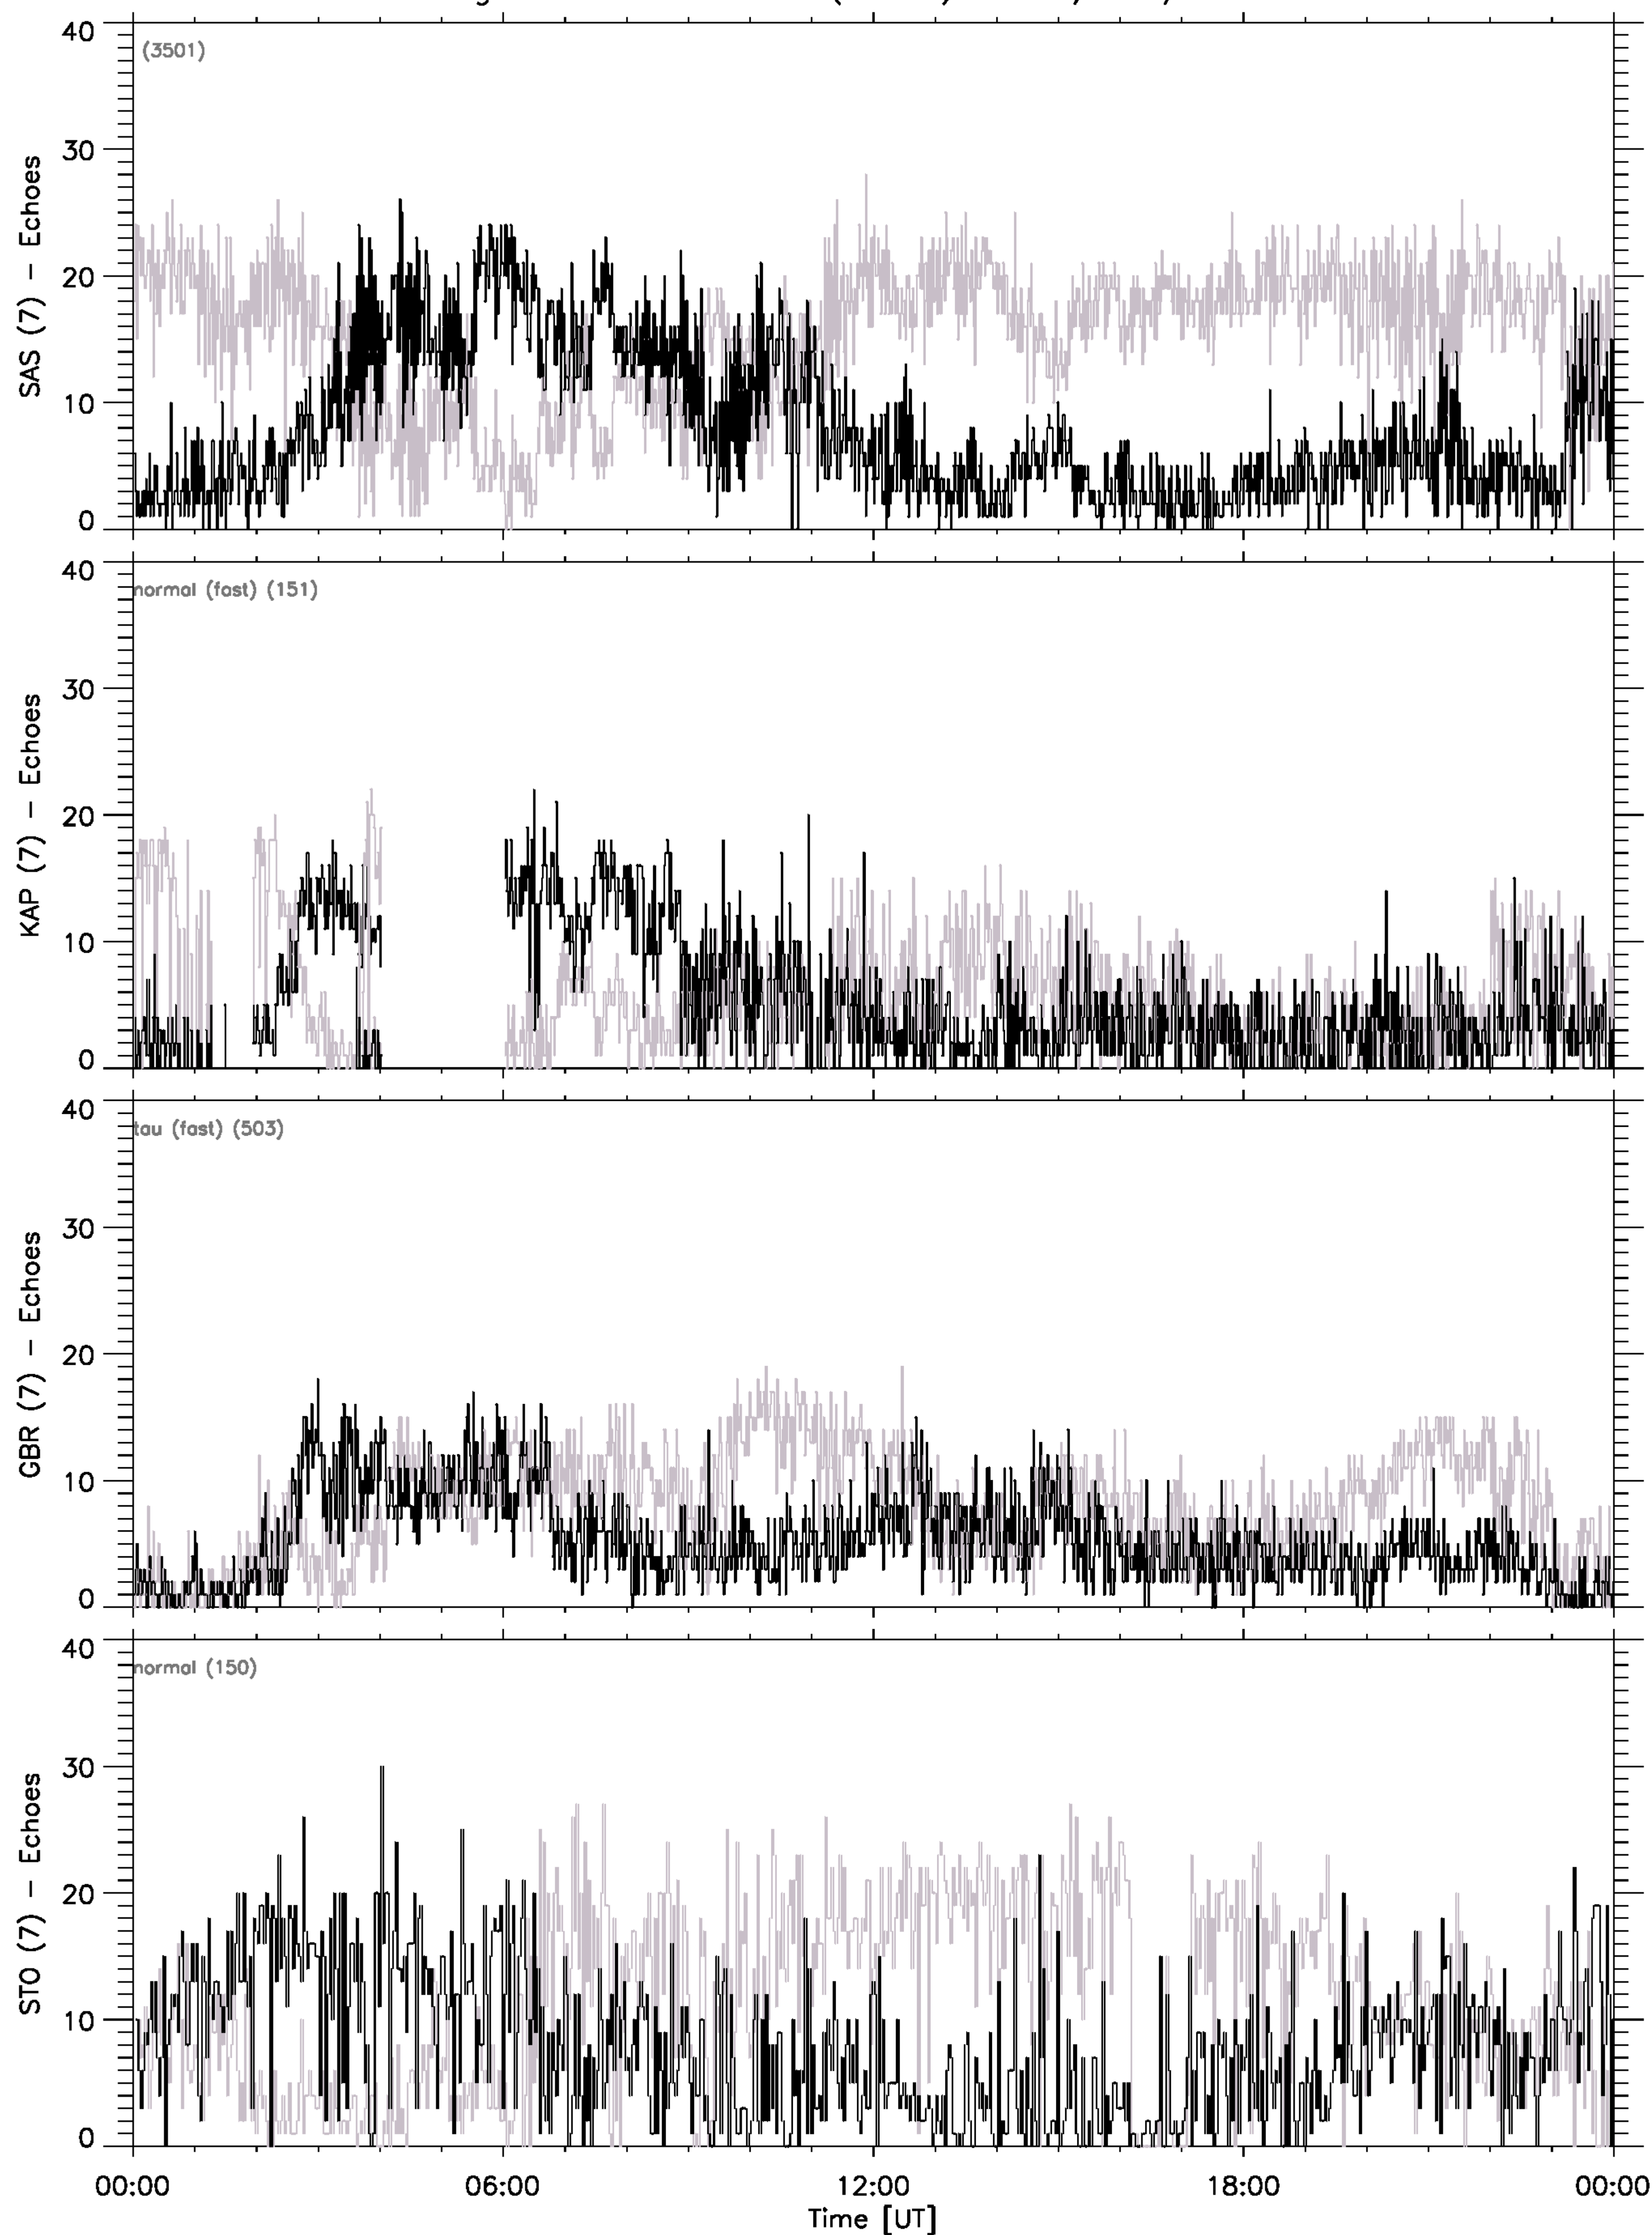 40
(3501)
30
20
10
0
SAS (7) – Echoes
40
normal (fast) (151)
30
20
10
0
KAP (7) – Echoes
40
tau (fast) (503)
30
20
10
0
GBR (7) – Echoes
40
normal (150)
30
20
10
0
STO (7) – Echoes
00:00 06:00 12:00 18:00 00:00
Time [UT]